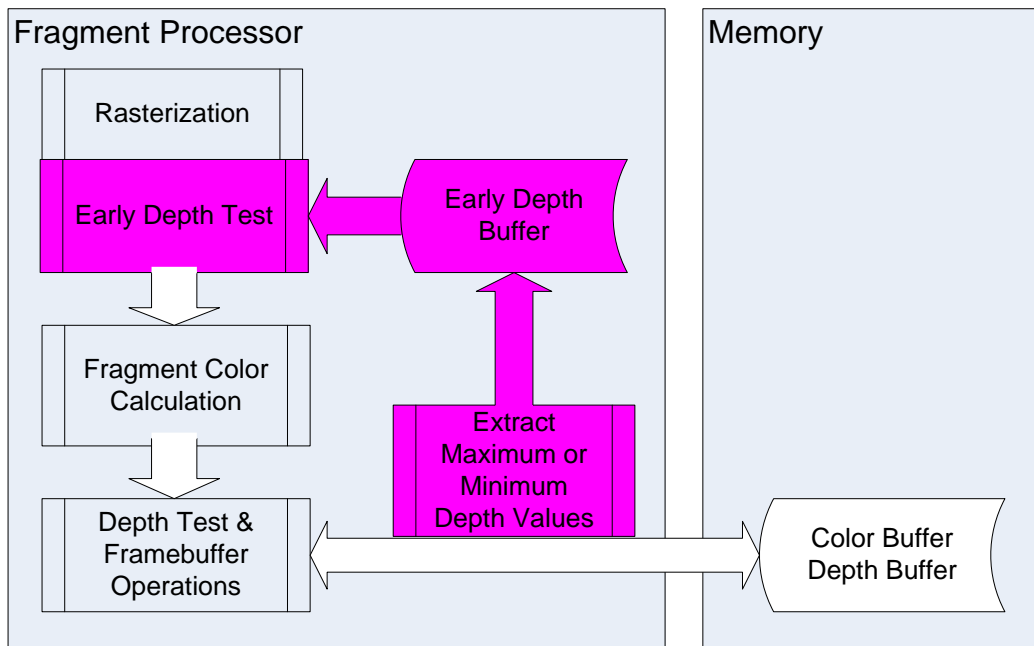 Fragment Processor
Memory
Rasterization
Early Depth Test
Early Depth
Buffer
Fragment Color
Calculation
Extract
Maximum or
Minimum
Depth Values
Depth Test &
Framebuffer
Operations
Color Buffer
Depth Buffer